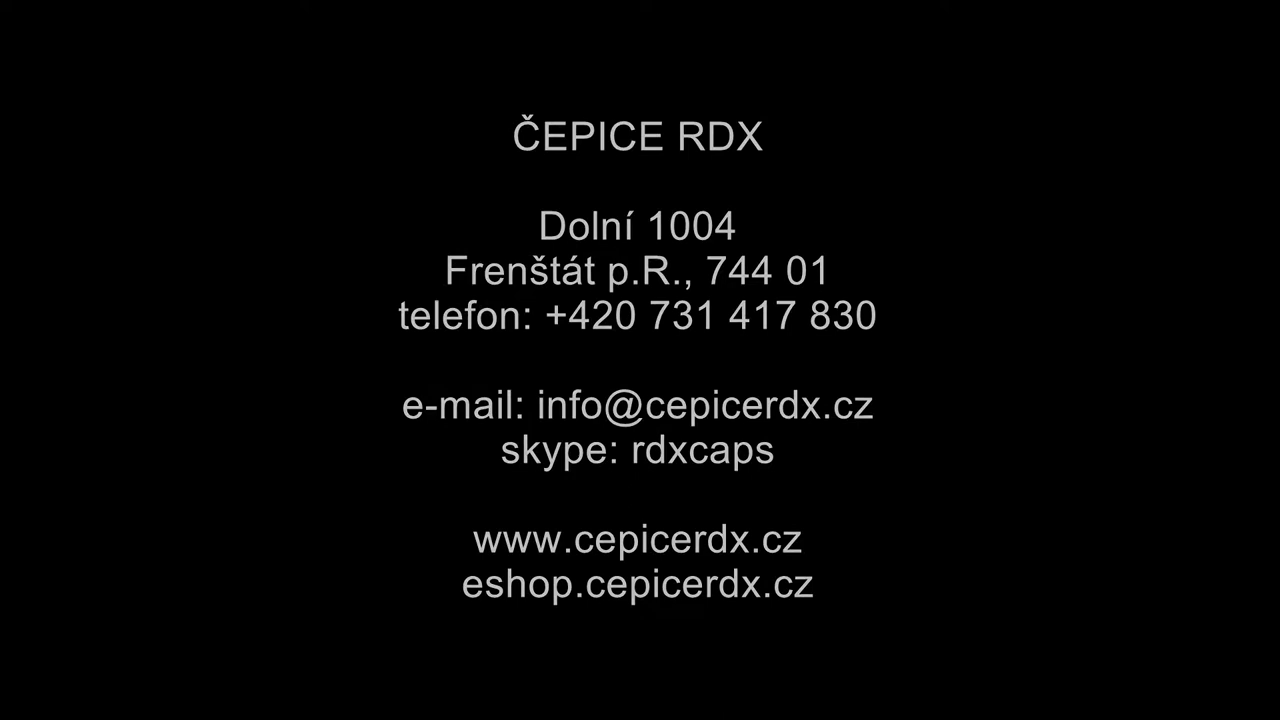 ČEPICE RDX
Dolní 1004
Frenštát p.R., 744 01
telefon: +420 731 417 830
e-mail: info@cepicerdx.cz
skype: rdxcaps
www.cepicerdx.cz
eshop.cepicerdx.cz